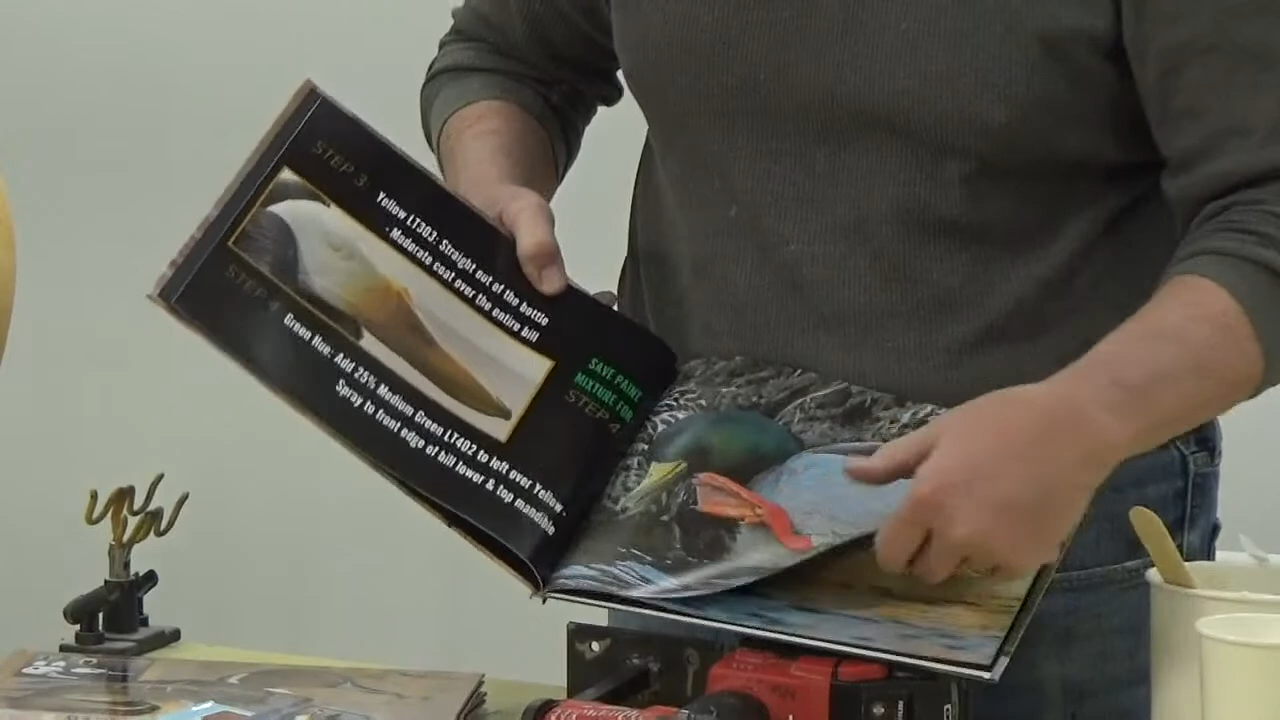 STEP 3:
Yellow LT303: Straight out of the bottle
- Moderate coat over the entire bill
SAVE PAINT
MIXTURE FOR
STEP 4
STEP 4:
Green Hue: Add 25% Medium Green LT402 to left over Yellow -
Spray to front edge of bill lower & top mandible